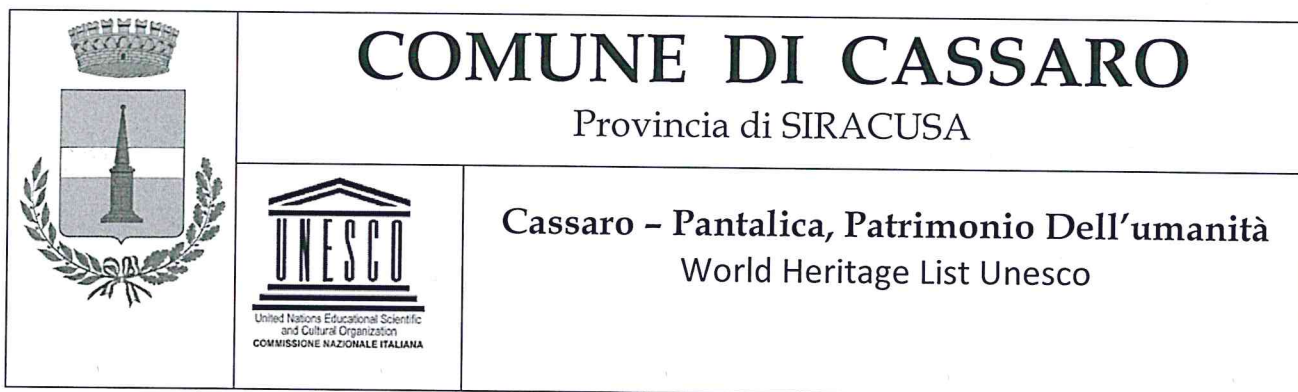 COMUNE DI CASSARO
Provincia di SIRACUSA
UNESCO
United Nations Educational Scientific
and Cultural Organization
COMMISSIONE NAZIONALE ITALIANA
Cassaro – Pantalica, Patrimonio Dell'umanità
World Heritage List Unesco